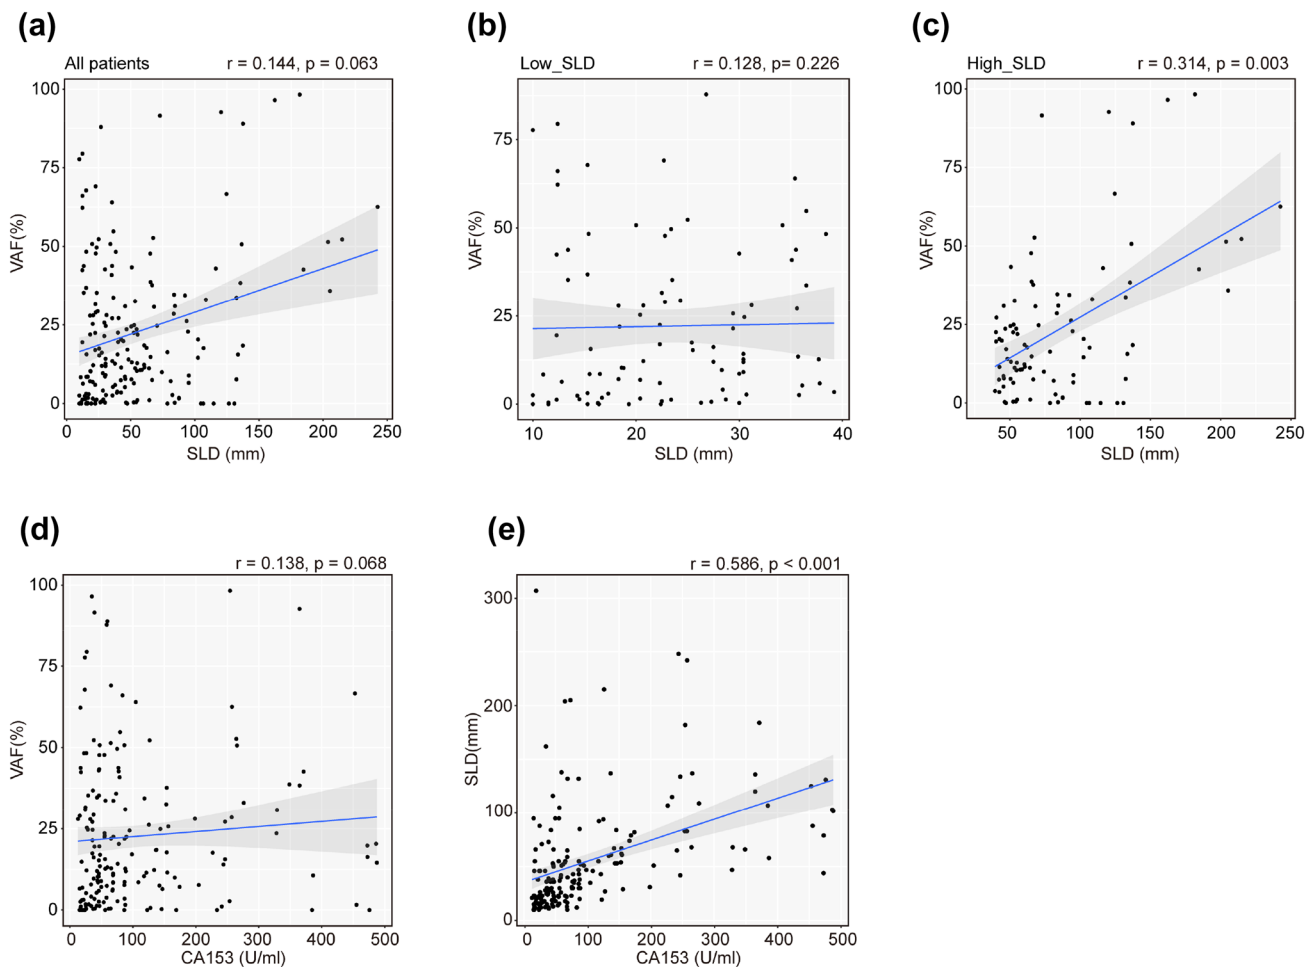 (a)
All patients
r = 0.144, p = 0.063
100
75
50
25
0
VAF(%)
0 50 100 150 200 250
SLD (mm)
(b)
Low_SLD
r = 0.128, p= 0.226
75
50
25
0
VAF(%)
10 20 30 40
SLD (mm)
(c)
High_SLD
r = 0.314, p = 0.003
100
75
50
25
0
VAF(%)
50 100 150 200 250
SLD (mm)
(d)
r = 0.138, p = 0.068
100
75
50
25
0
VAF(%)
0 100 200 300 400 500
CA153 (U/ml)
(e)
r = 0.586, p < 0.001
300
200
100
0
SLD(mm)
0 100 200 300 400 500
CA153 (U/ml)